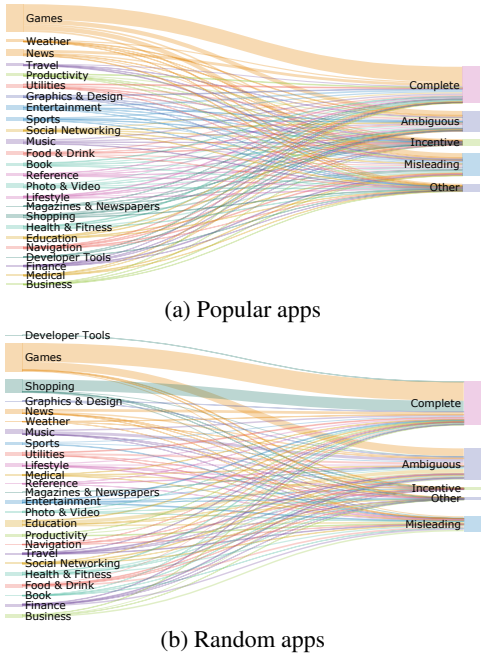 Games
Weather
News
Travel
Productivity
Utilities
Graphics & Design
Entertainment
Sports
Social Networking
Music
Food & Drink
Book
Reference
Photo & Video
Lifestyle
Magazines & Newspapers
Shopping
Health & Fitness
Education
Navigation
Developer Tools
Finance
Medical
Business
Complete
Ambiguous
Incentive
Misleading
Other
(a) Popular apps
Developer Tools
Games
Shopping
Graphics & Design
News
Weather
Music
Sports
Utilities
Lifestyle
Medical
Reference
Magazines & Newspapers
Entertainment
Photo & Video
Education
Productivity
Navigation
Travel
Social Networking
Health & Fitness
Food & Drink
Book
Finance
Business
Complete
Ambiguous
Incentive
Other
Misleading
(b) Random apps